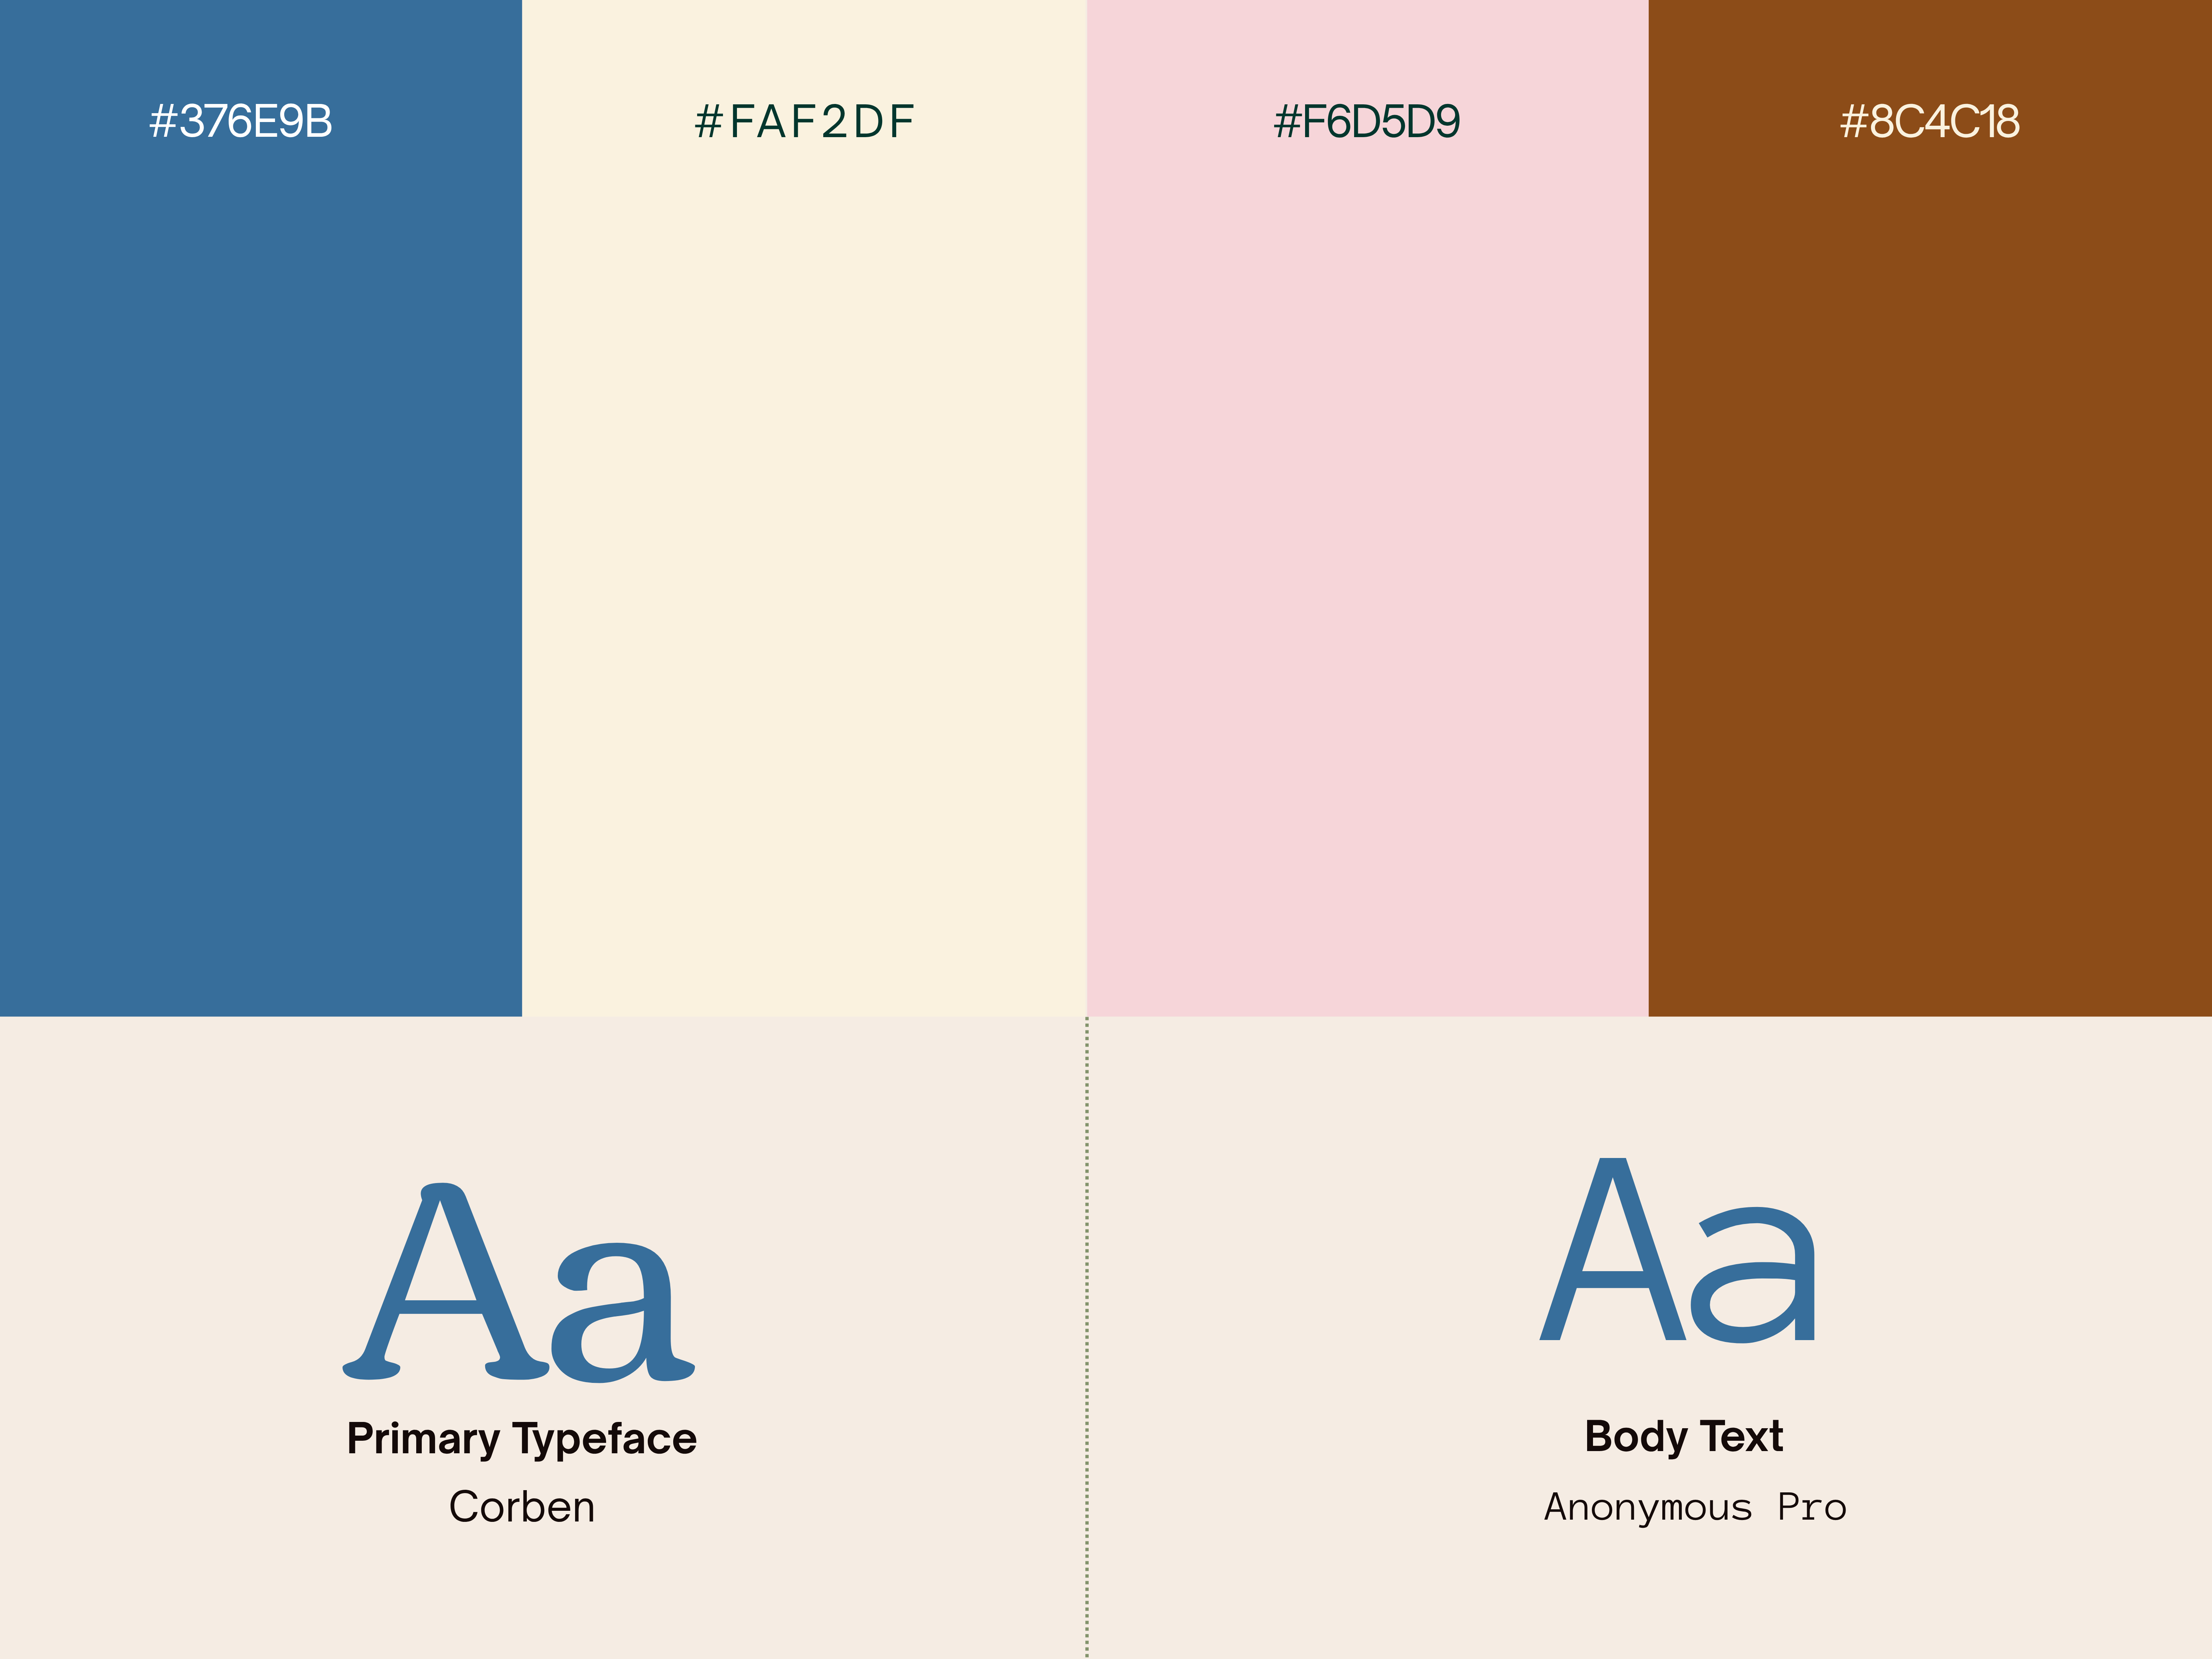 #376E9B
#FAF2DF
#F6D5D9
#8C4C18
Aa
Primary Typeface
Corben
Aa
Body Text
Anonymous Pro